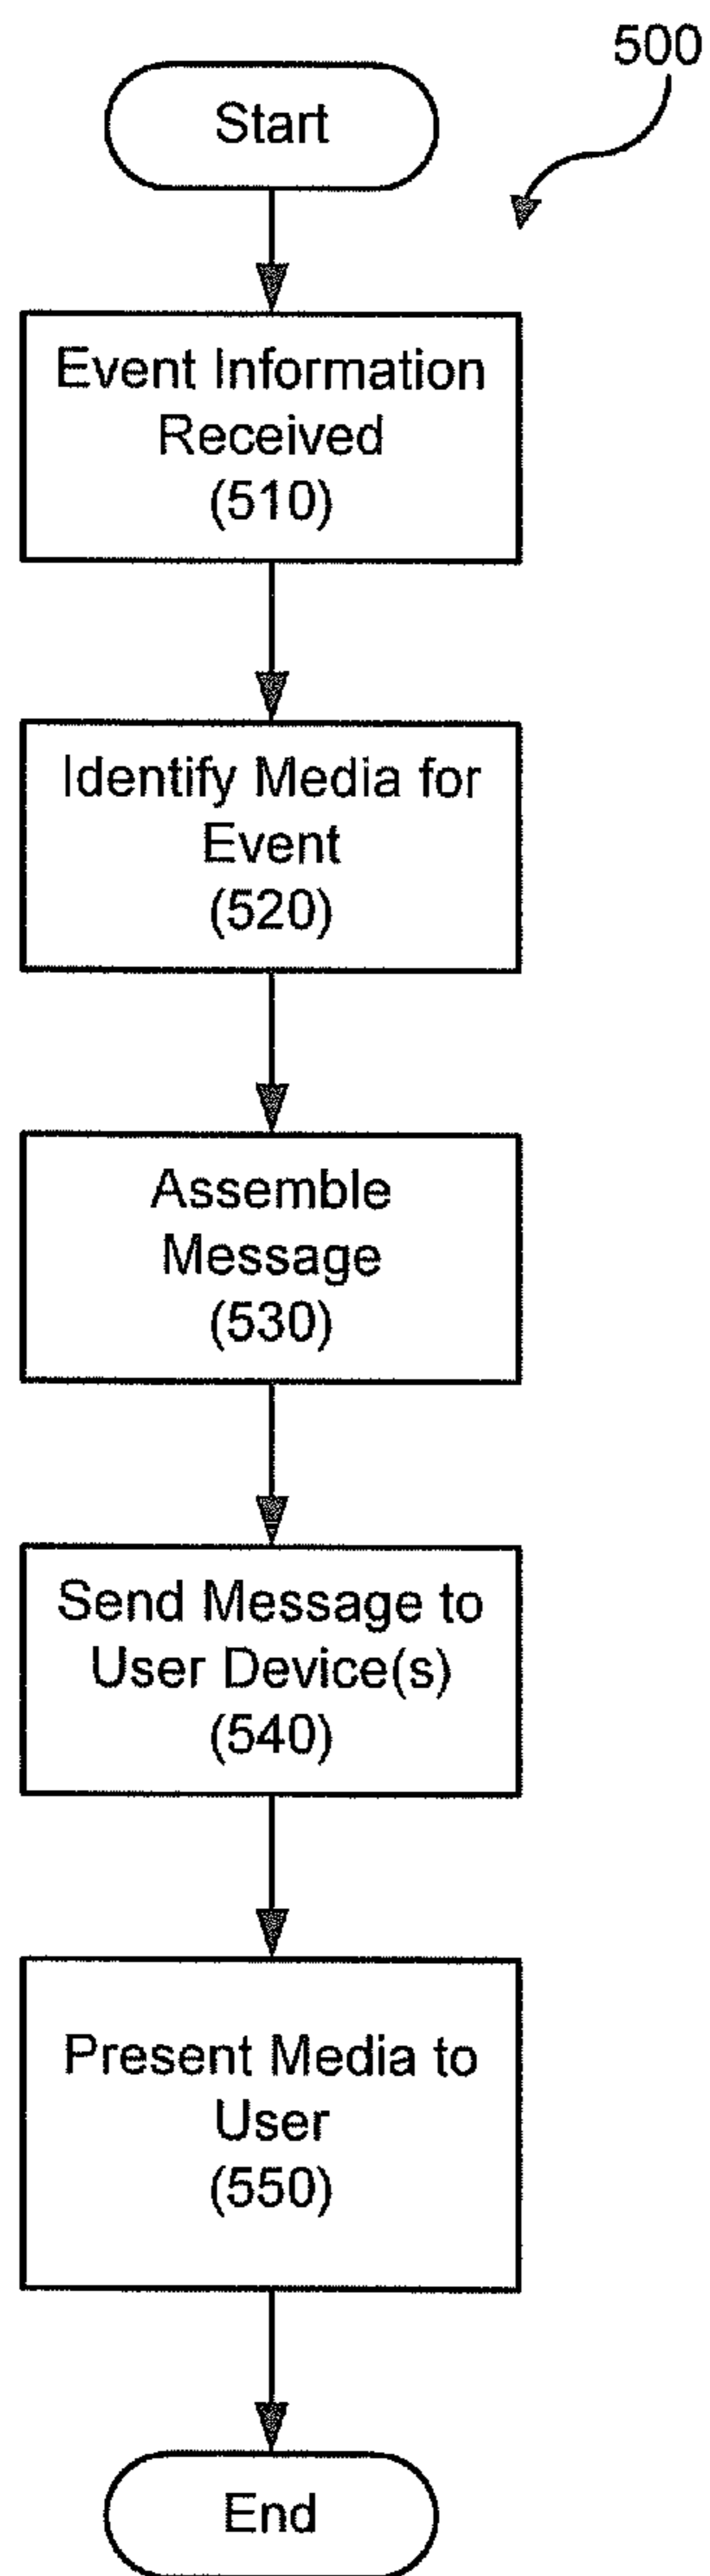 500
Start
Event Information
Received
(510)
Identify Media for
Event
(520)
Assemble
Message
(530)
Send Message to
User Device(s)
(540)
Present Media to
User
(550)
End